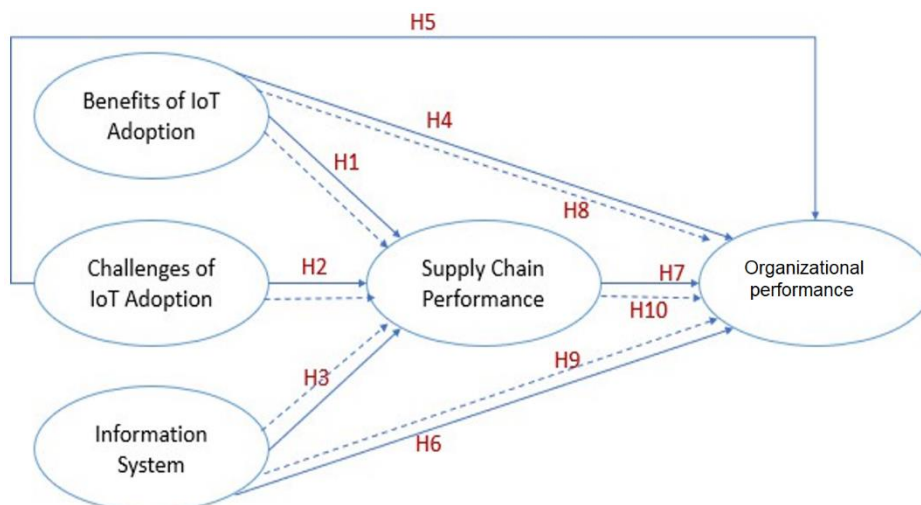 H5
Benefits of IoT
Adoption
H4
H1
H8
Challenges of
IoT Adoption
H2
Supply Chain
Performance
H7
H10
Organizational
performance
H3
H9
Information
System
H6